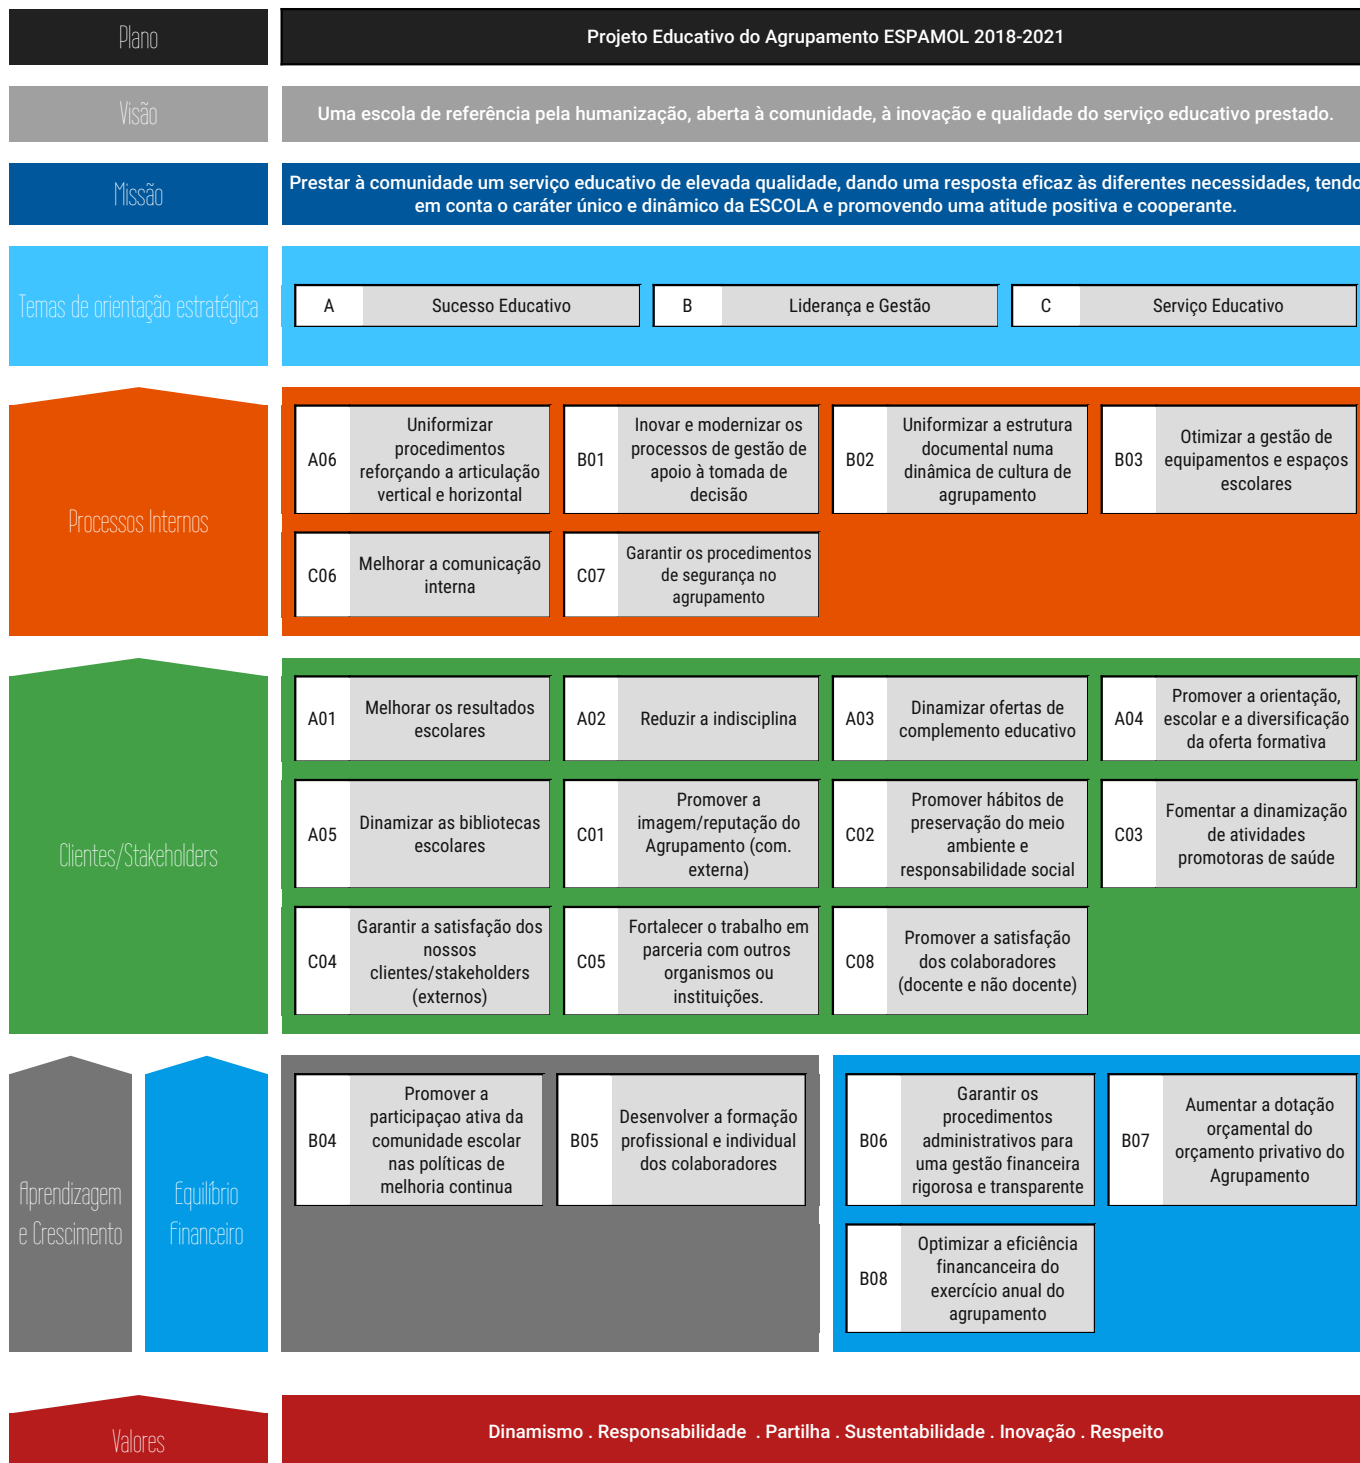 Plano
Projeto Educativo do Agrupamento ESPAMOL 2018-2021
Visão
Uma escola de referência pela humanização, aberta à comunidade, à inovação e qualidade do serviço educativo prestado.
Missão
Prestar à comunidade um serviço educativo de elevada qualidade, dando uma resposta eficaz às diferentes necessidades, tendo
em conta o caráter único e dinâmico da ESCOLA e promovendo uma atitude positiva e cooperante.
Temas de orientação estratégica
A
Sucesso Educativo
B
Liderança e Gestão
C
Serviço Educativo
Processos Internos
A06
Uniformizar
procedimentos
reforçando a articulação
vertical e horizontal
B01
Inovar e modernizar os
processos de gestão de
apoio à tomada de
decisão
B02
Uniformizar a estrutura
documental numa
dinâmica de cultura de
agrupamento
B03
Otimizar a gestão de
equipamentos e espaços
escolares
C06
Melhorar a comunicação
interna
C07
Garantir os procedimentos
de segurança no
agrupamento
Clientes/Stakeholders
A01
Melhorar os resultados
escolares
A02
Reduzir a indisciplina
A03
Dinamizar ofertas de
complemento educativo
A04
Promover a orientação,
escolar e a diversificação
da oferta formativa
A05
Dinamizar as bibliotecas
escolares
C01
Promover a
imagem/reputação do
Agrupamento (com.
externa)
C02
Promover hábitos de
preservação do meio
ambiente e
responsabilidade social
C03
Fomentar a dinamização
de atividades
promotoras de saúde
C04
Garantir a satisfação dos
nossos
clientes/stakeholders
(externos)
C05
Fortalecer o trabalho em
parceria com outros
organismos ou
instituições.
C08
Promover a satisfação
dos colaboradores
(docente e não docente)
Aprendizagem
e Crescimento
Equilíbrio
Financeiro
B04
Promover a
participaçao ativa da
comunidade escolar
nas políticas de
melhoria continua
B05
Desenvolver a formação
profissional e individual
dos colaboradores
B06
Garantir os
procedimentos
administrativos para
uma gestão financeira
rigorosa e transparente
B07
Aumentar a dotação
orçamental do
orçamento privativo do
Agrupamento
B08
Optimizar a eficiência
financanceira do
exercício anual do
agrupamento
Valores
Dinamismo . Responsabilidade  . Partilha . Sustentabilidade . Inovação . Respeito